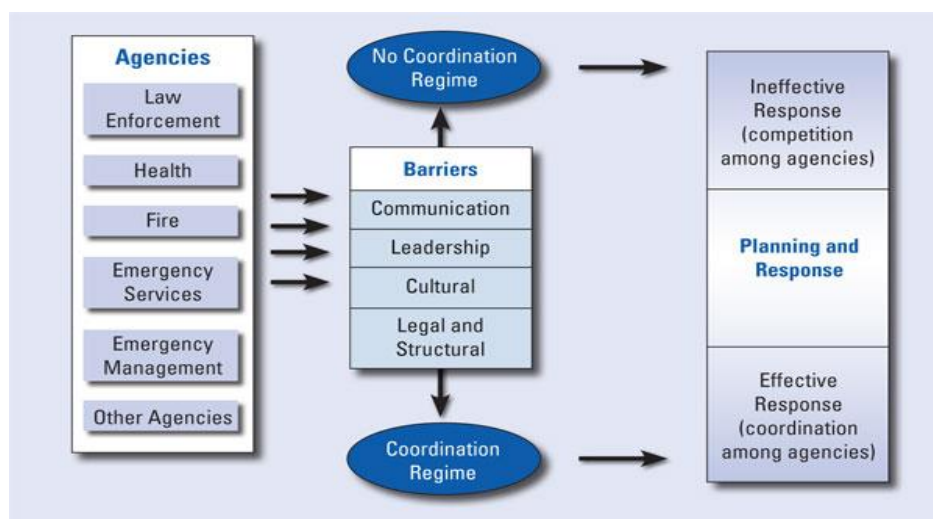 Agencies
Law
Enforcement
Health
Fire
Emergency
Services
Emergency
Management
Other Agencies
No Coordination
Regime
Barriers
Communication
Leadership
Cultural
Legal and
Structural
Coordination
Regime
Ineffective
Response
(competition
among agencies)
Planning and
Response
Effective
Response
(coordination
among agencies)